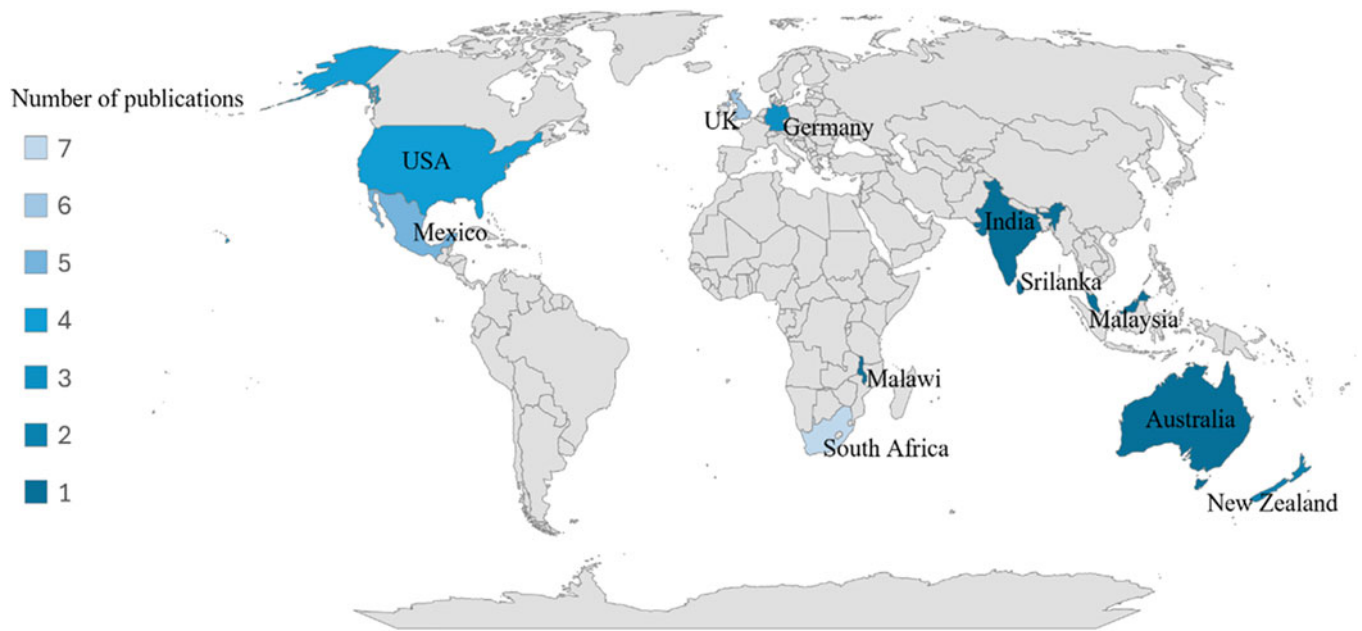 Number of publications
7
6
5
4
3
2
1
USA
Mexico
UK
Germany
India
Srilanka
Malaysia
Malawi
South Africa
Australia
New Zealand